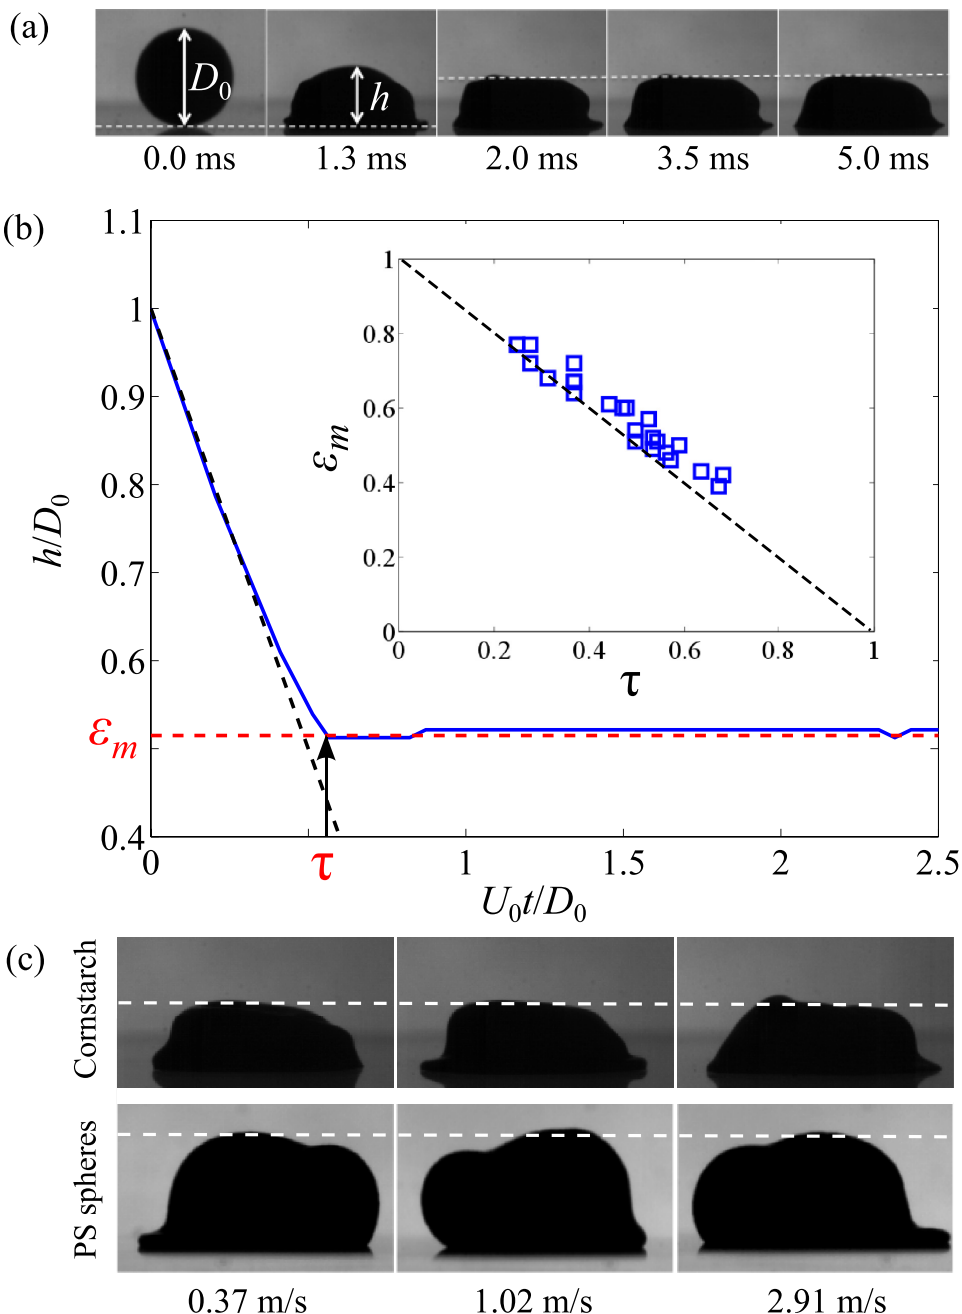 (a)
D0
h
0.0 ms 1.3 ms 2.0 ms 3.5 ms 5.0 ms
(b)
1.1
1
0.9
0.8
0.7
0.6
0.4
h/D0
εm
0 τ 1 1.5 2 2.5
U0t/D0
1
0.8
0.6
0.4
0.2
0
εm
0 0.2 0.4 0.6 0.8 1
τ
(c)
Cornstarch
PS spheres
0.37 m/s 1.02 m/s 2.91 m/s